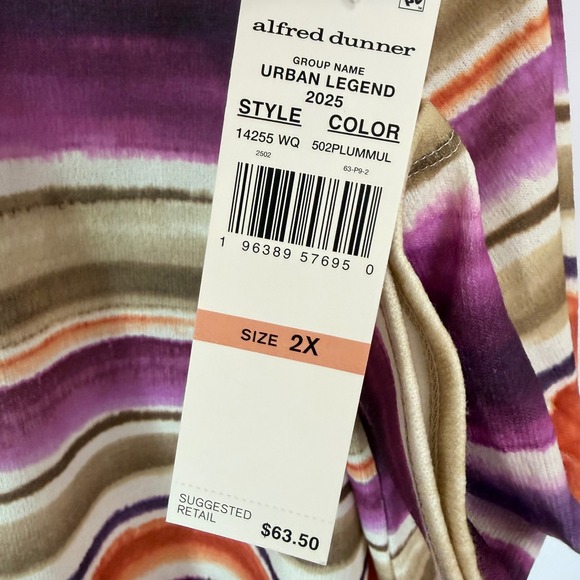 alfred dunner
GROUP NAME
URBAN LEGEND
2025
STYLE COLOR
14255 WQ 502PLUMMUL
2502 63-P9-2
1 96389 57695 0
SIZE 2X
SUGGESTED
RETAIL
$63.50